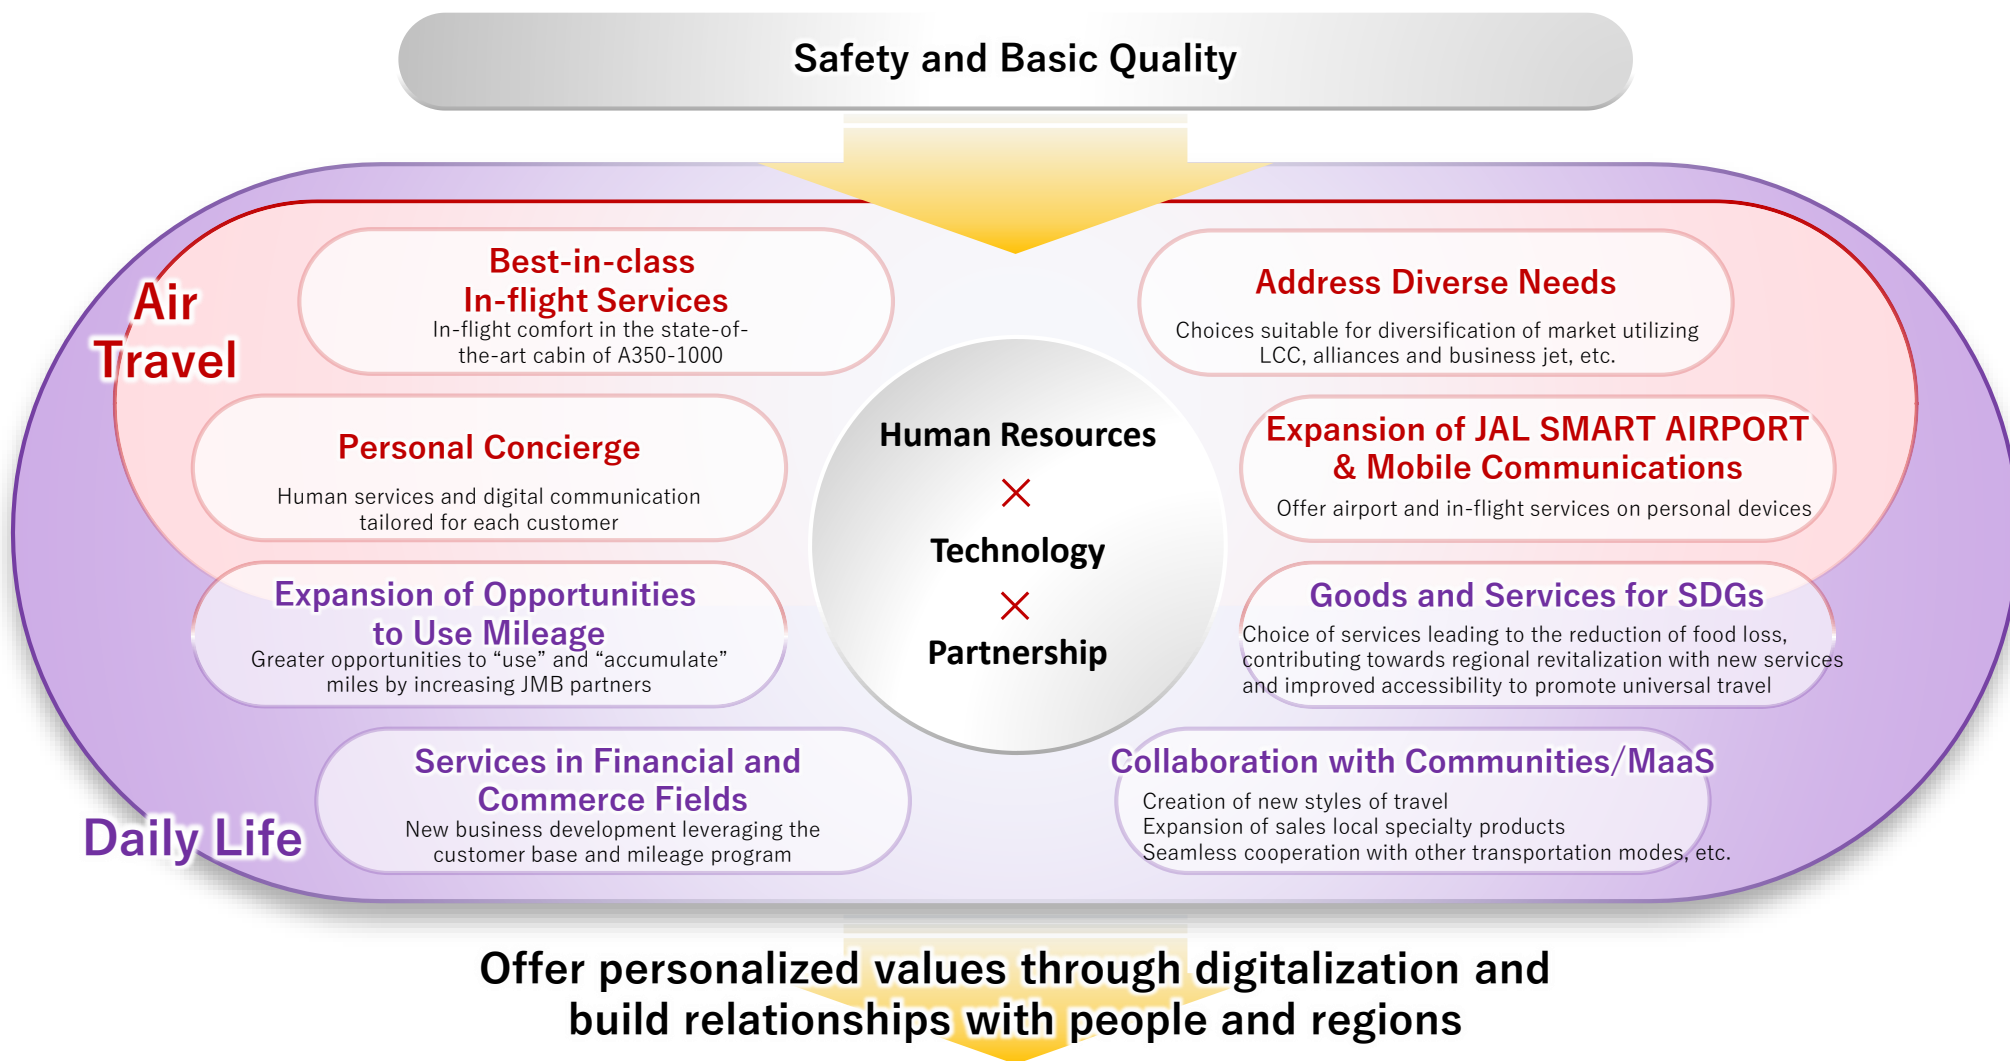 Safety and Basic Quality
Air
Travel
Best-in-class
In-flight Services
In-flight comfort in the state-of-
the-art cabin of A350-1000
Address Diverse Needs
Choices suitable for diversification of market utilizing
LCC, alliances and business jet, etc.
Personal Concierge
Human services and digital communication
tailored for each customer
Human Resources
×
Technology
×
Partnership
Expansion of JAL SMART AIRPORT
& Mobile Communications
Offer airport and in-flight services on personal devices
Expansion of Opportunities
to Use Mileage
Greater opportunities to “use” and “accumulate”
miles by increasing JMB partners
Goods and Services for SDGs
Choice of services leading to the reduction of food loss,
contributing towards regional revitalization with new services
and improved accessibility to promote universal travel
Daily Life
Services in Financial and
Commerce Fields
New business development leveraging the
customer base and mileage program
Collaboration with Communities/MaaS
Creation of new styles of travel
Expansion of sales local specialty products
Seamless cooperation with other transportation modes, etc.
Offer personalized values through digitalization and
build relationships with people and regions